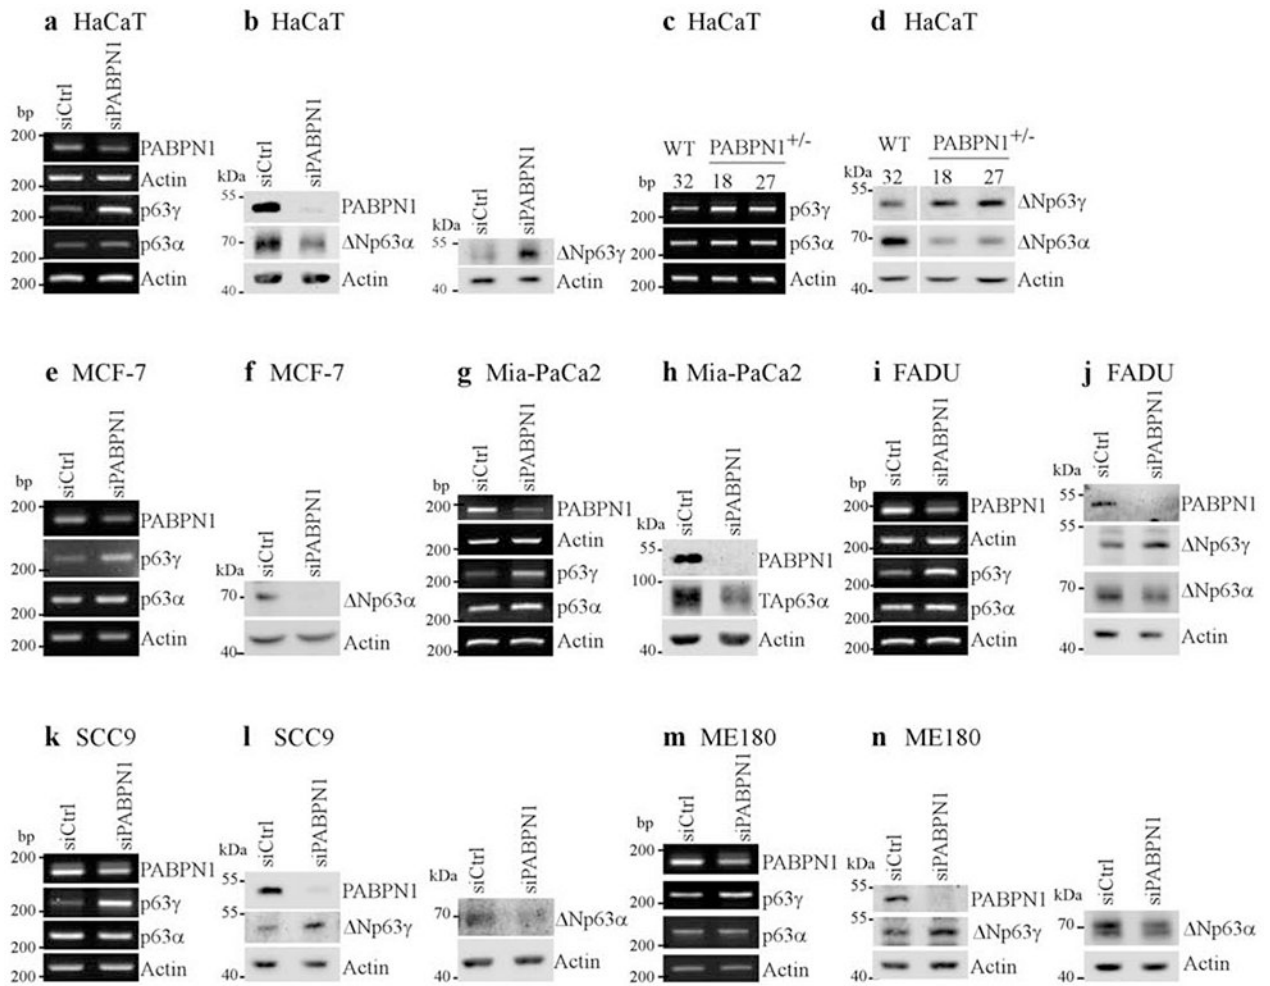 a HaCaT
siCtrl
siPABPN1
bp
200
PABPN1
200
Actin
200
p63γ
200
p63α
200
Actin
b HaCaT
siCtrl
siPABPN1
kDa
55
PABPN1
70
ΔNp63α
40
Actin
siCtrl
siPABPN1
kDa
55
ΔNp63γ
40
Actin
c HaCaT
WT PABPN1+/-
bp 32 18 27
200
p63γ
200
p63α
200
Actin
d HaCaT
WT PABPN1+/-
kDa 32 18 27
55
ΔNp63γ
70
ΔNp63α
40
Actin
e MCF-7
siCtrl
siPABPN1
bp
200
PABPN1
200
p63γ
200
p63α
200
Actin
f MCF-7
siCtrl
siPABPN1
kDa
70
ΔNp63α
40
Actin
g Mia-PaCa2
siCtrl
siPABPN1
bp
200
PABPN1
200
Actin
200
p63γ
200
p63α
200
Actin
h Mia-PaCa2
siCtrl
siPABPN1
kDa
55
PABPN1
100
TAp63α
40
Actin
i FADU
siCtrl
siPABPN1
bp
200
PABPN1
200
Actin
200
p63γ
200
p63α
200
Actin
j FADU
siCtrl
siPABPN1
kDa
55
PABPN1
55
ΔNp63γ
70
ΔNp63α
40
Actin
k SCC9
siCtrl
siPABPN1
bp
200
PABPN1
200
p63γ
200
p63α
200
Actin
l SCC9
siCtrl
siPABPN1
kDa
55
PABPN1
55
ΔNp63γ
40
Actin
siCtrl
siPABPN1
kDa
70
ΔNp63α
40
Actin
m ME180
siCtrl
siPABPN1
bp
200
PABPN1
200
p63γ
200
p63α
200
Actin
n ME180
siCtrl
siPABPN1
kDa
55
PABPN1
55
ΔNp63γ
40
Actin
siCtrl
siPABPN1
kDa
70
ΔNp63α
40
Actin